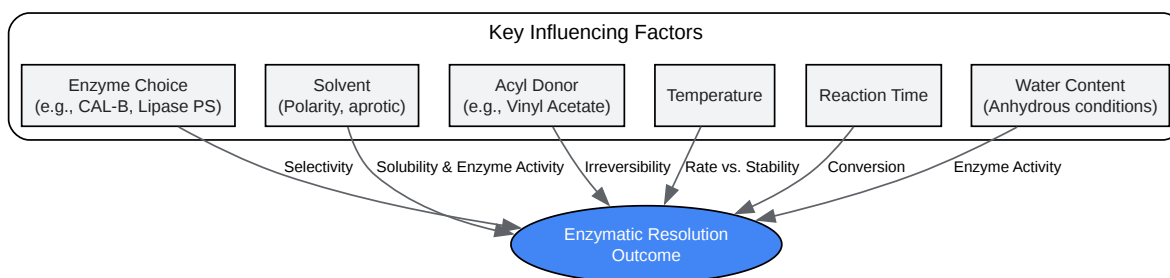 Key Influencing Factors
Enzyme Choice
(e.g., CAL-B, Lipase PS)
Solvent
(Polarity, aprotic)
Acyl Donor
(e.g., Vinyl Acetate)
Temperature
Reaction Time
Water Content
(Anhydrous conditions)
Selectivity
Solubility & Enzyme Activity
Irreversibility
Rate vs. Stability
Conversion
Enzyme Activity
Enzymatic Resolution
Outcome